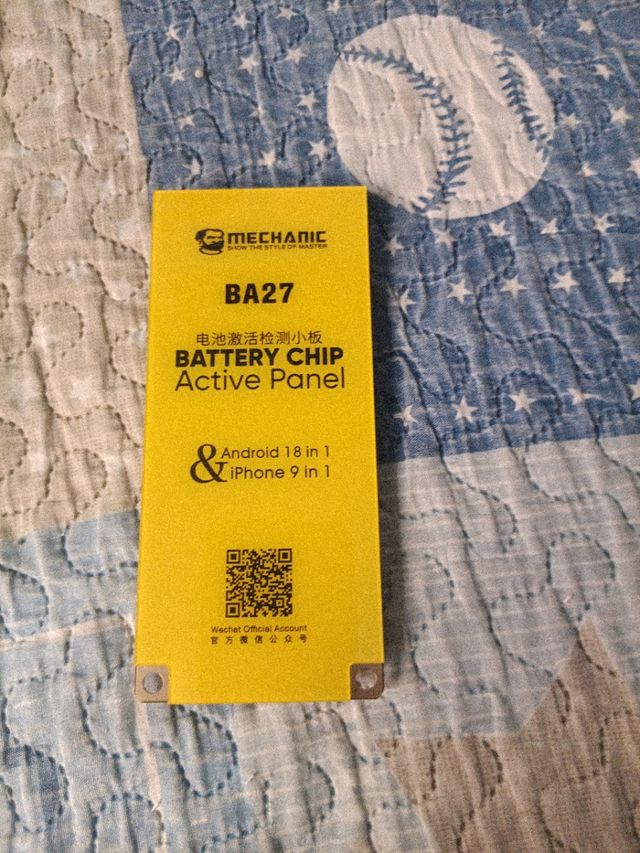 MECHANIC
SHOW THE STYLE OF MASTER
BA27
电池激活检测小板
BATTERY CHIP
Active Panel
& Android 18 in 1
iPhone 9 in 1
Wechat Official Account
官方微信公众号